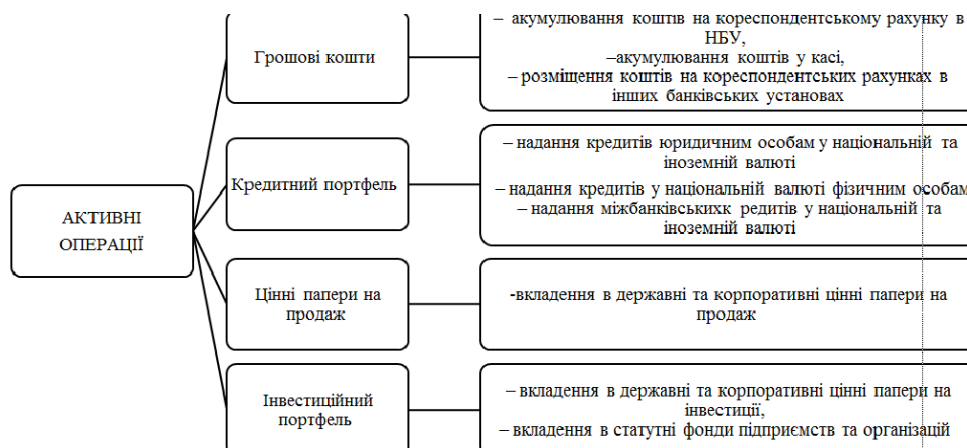 АКТИВНІ
ОПЕРАЦІЇ
Грошові кошти
– акумулювання коштів на кореспондентському рахунку в
НБУ,
–акумулювання коштів у касі,
– розміщення коштів на кореспондентських рахунках в
інших банківських установах
Кредитний портфель
– надання кредитів юридичним особам у національній та
іноземній валюті
– надання кредитів у національній валюті фізичним особам
– надання міжбанківськихк редитів у національній та
іноземній валюті
Цінні папери на
продаж
-вкладення в державні та корпоративні цінні папери на
продаж
Інвестиційний
портфель
– вкладення в державні та корпоративні цінні папери на
інвестиції,
– вкладення в статутні фонди підприємств та організацій